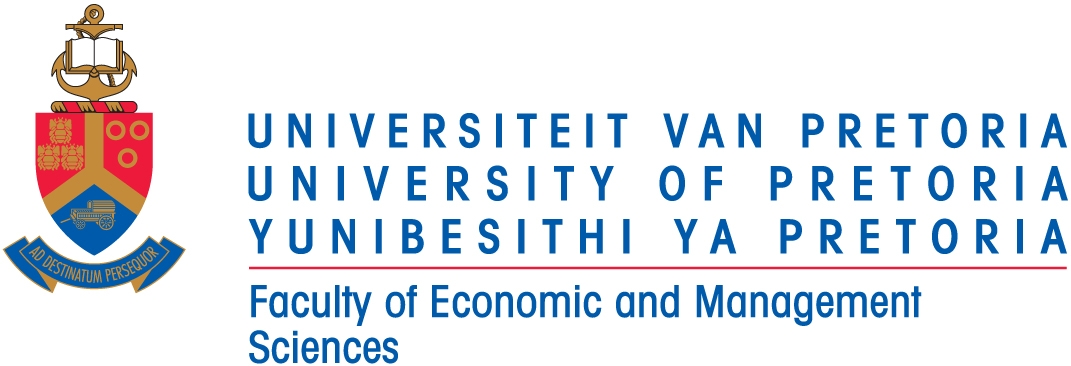 AD DESTINATUM PERSEQUOR
UNIVERSITEIT VAN PRETORIA
UNIVERSITY OF PRETORIA
YUNIBESITHI YA PRETORIA
Faculty of Economic and Management
Sciences